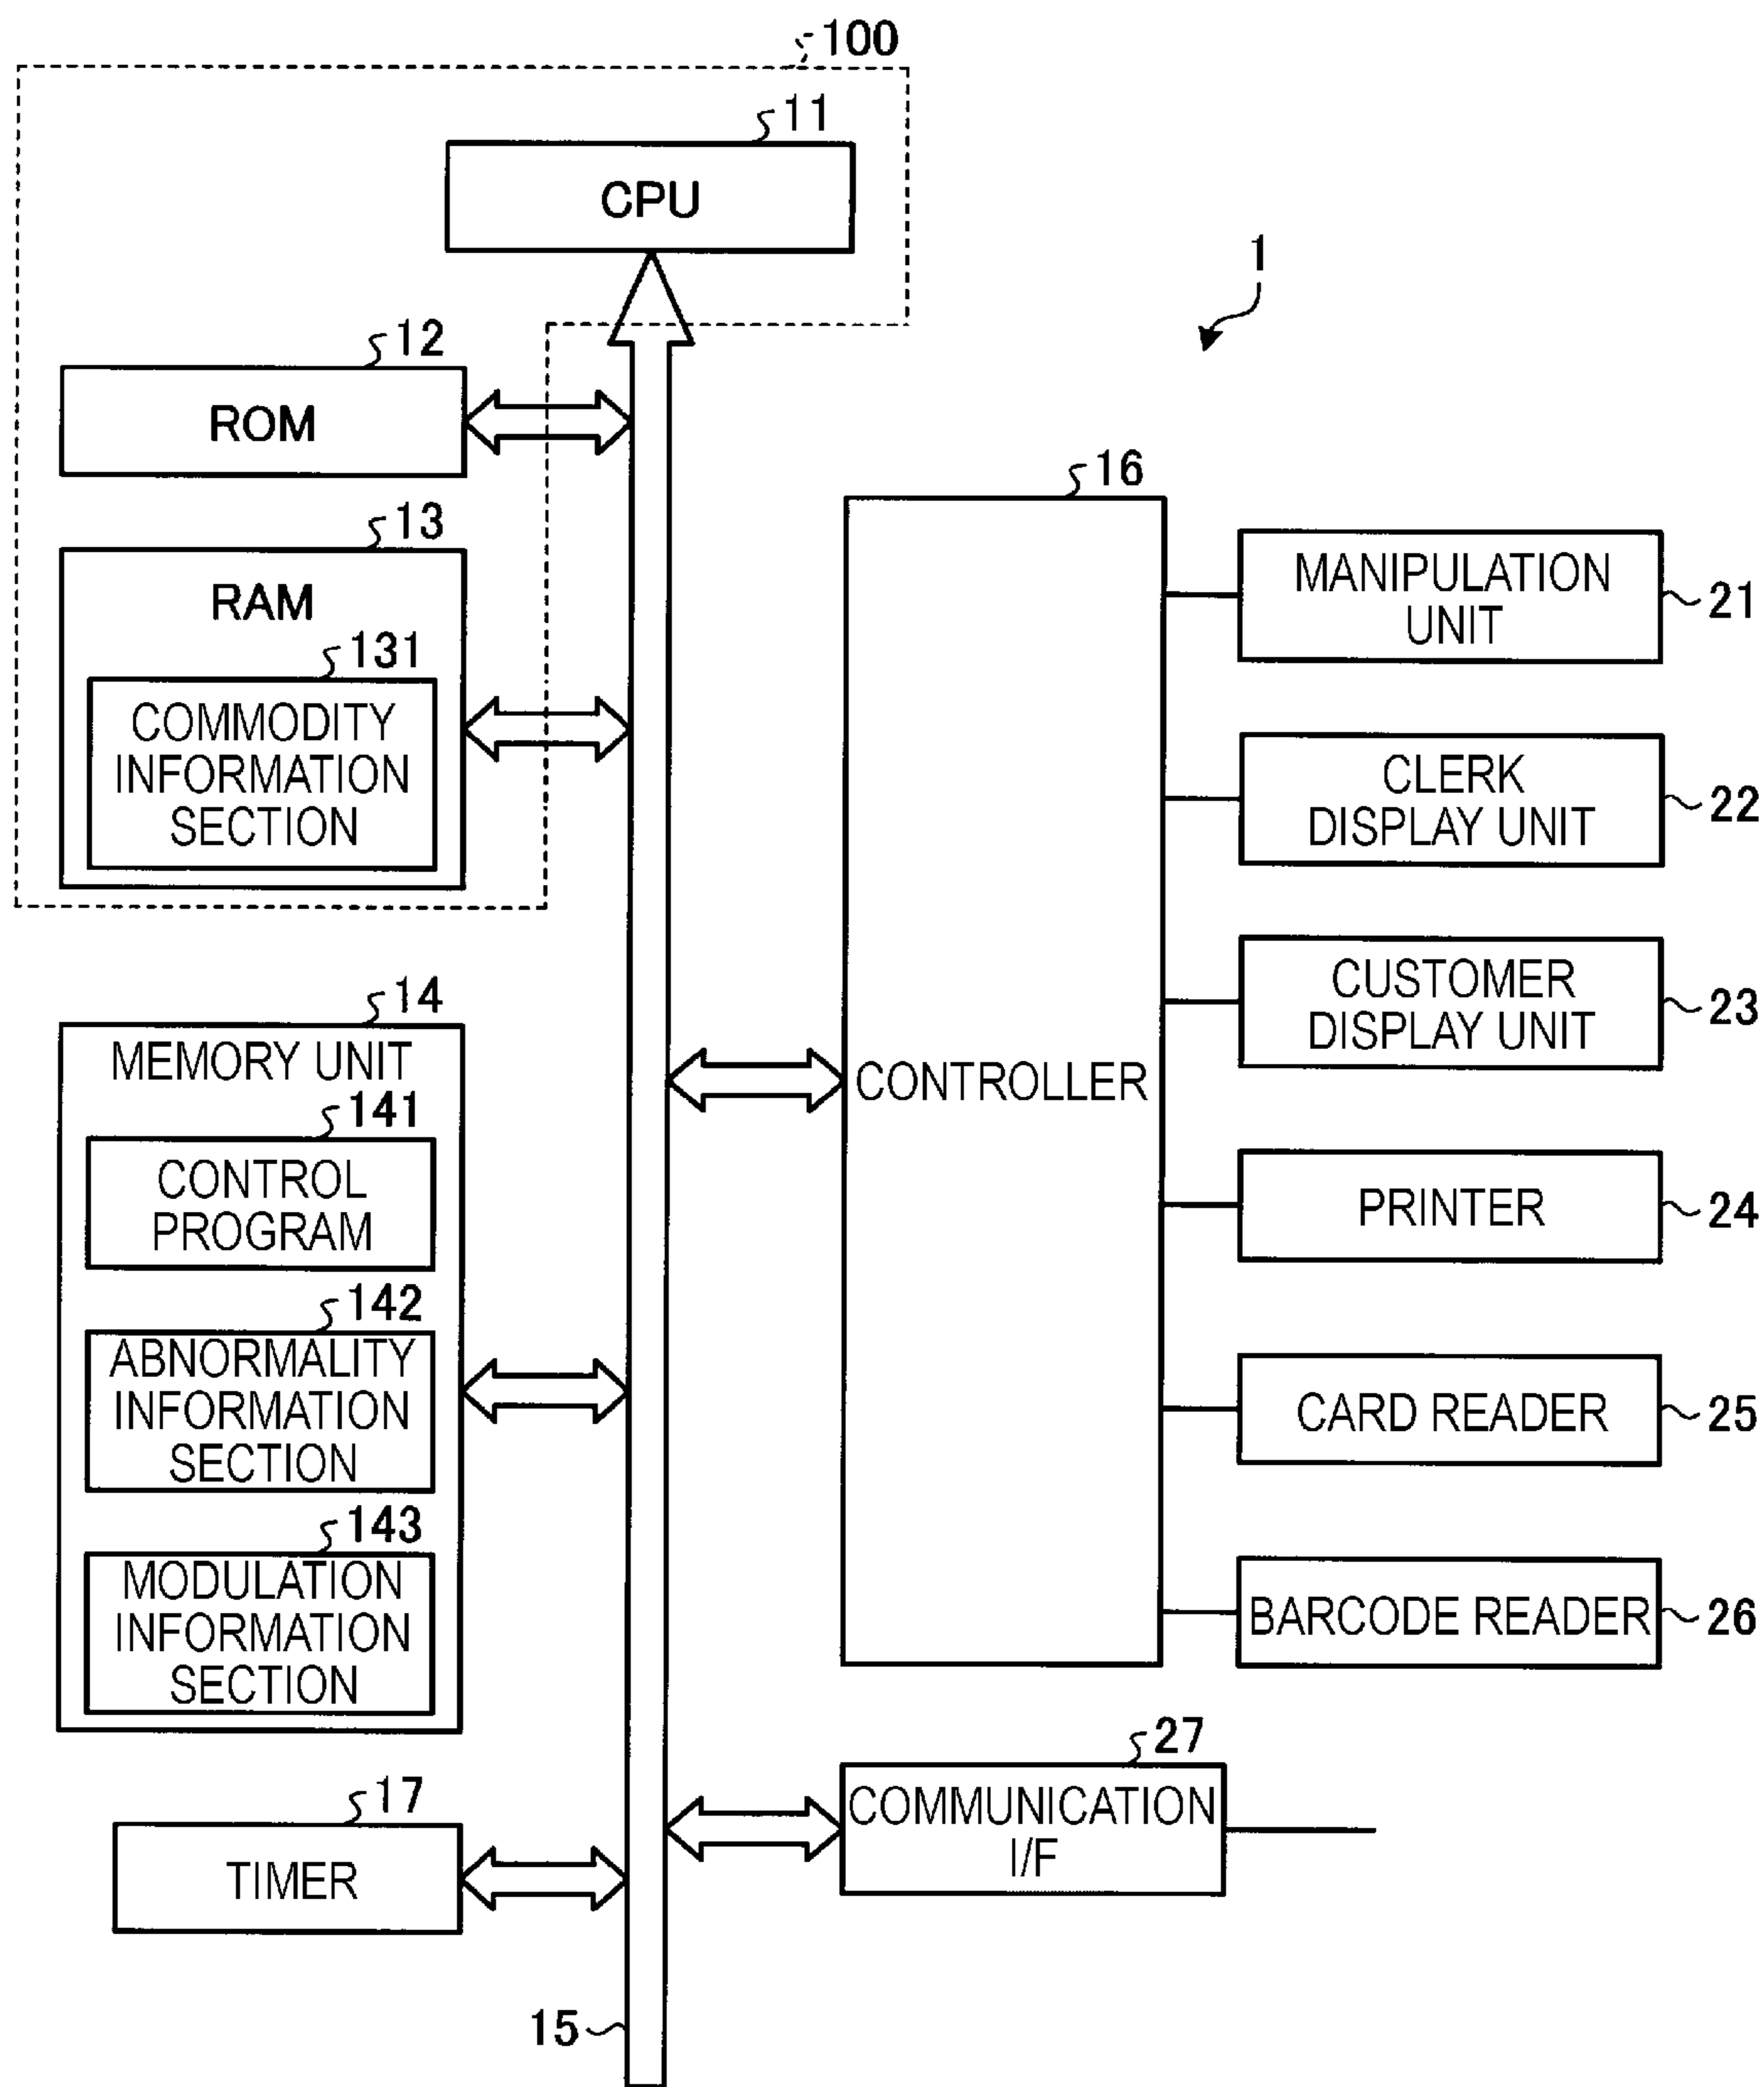 100
11
CPU
1
12
ROM
13
RAM
131
COMMODITY
INFORMATION
SECTION
16
CONTROLLER
MANIPULATION
UNIT
21
CLERK
DISPLAY UNIT
22
CUSTOMER
DISPLAY UNIT
23
PRINTER
24
CARD READER
25
BARCODE READER
26
14
MEMORY UNIT
141
CONTROL
PROGRAM
142
ABNORMALITY
INFORMATION
SECTION
143
MODULATION
INFORMATION
SECTION
27
COMMUNICATION
I/F
17
TIMER
15